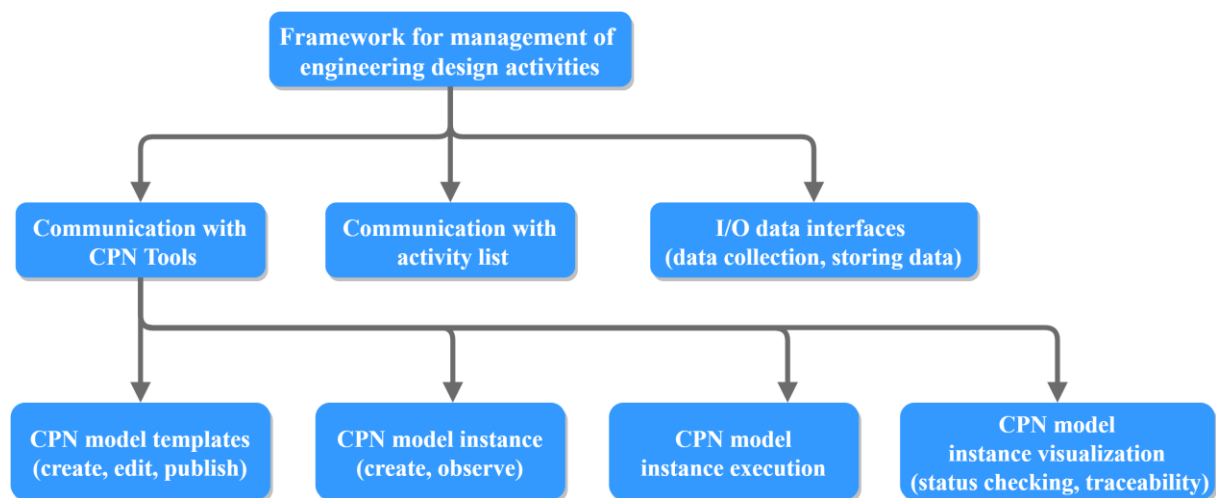 Framework for management of
engineering design activities
Communication with
CPN Tools
Communication with
activity list
I/O data interfaces
(data collection, storing data)
CPN model templates
(create, edit, publish)
CPN model instance
(create, observe)
CPN model
instance execution
CPN model
instance visualization
(status checking, traceability)